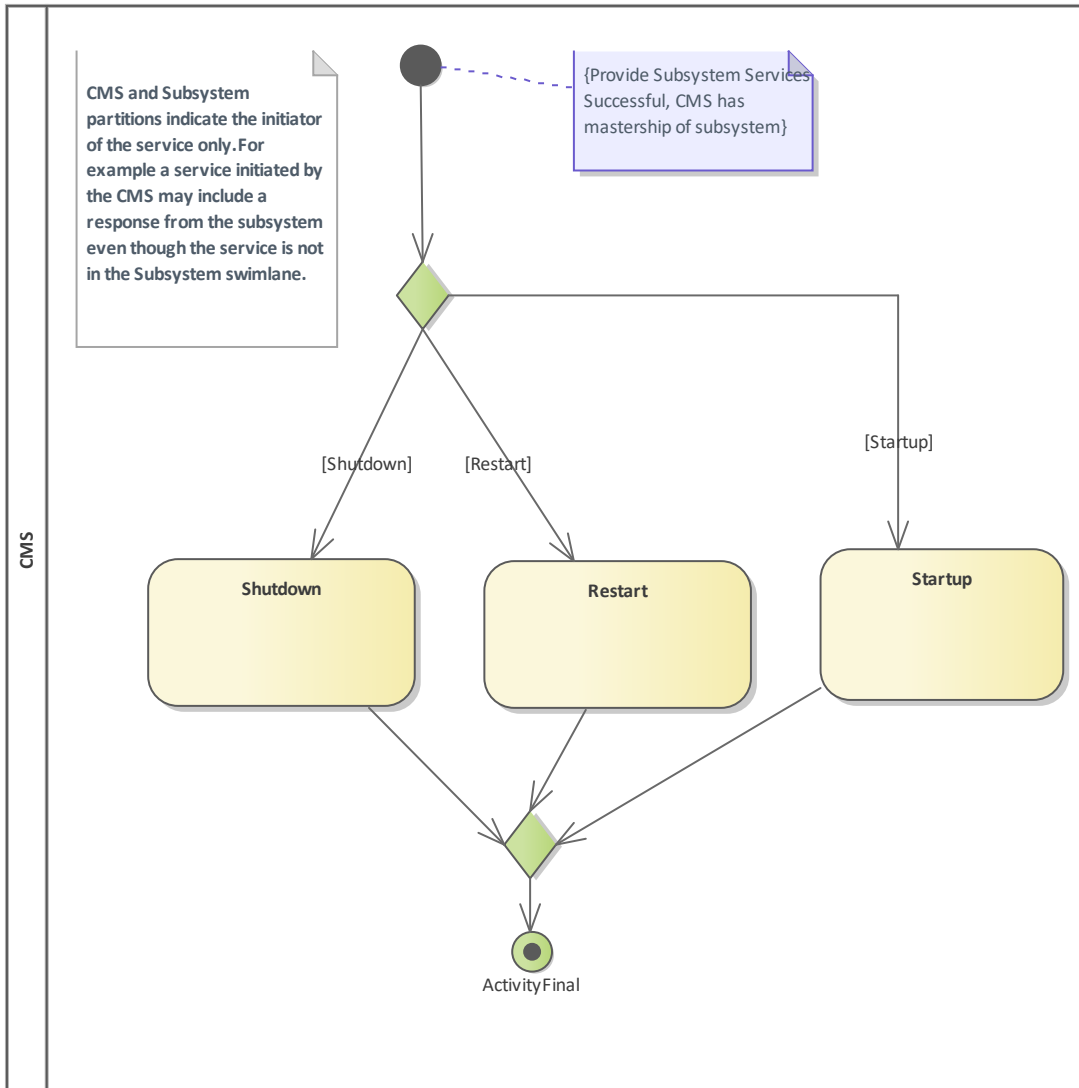 CMS and Subsystem
partitions indicate the initiator
of the service only.For
example a service initiated by
the CMS may include a
response from the subsystem
even though the service is not
in the Subsystem swimlane.
{Provide Subsystem Services
Successful, CMS has
mastership of subsystem}
[Shutdown]
[Restart]
[Startup]
CMS
Shutdown
Restart
Startup
ActivityFinal